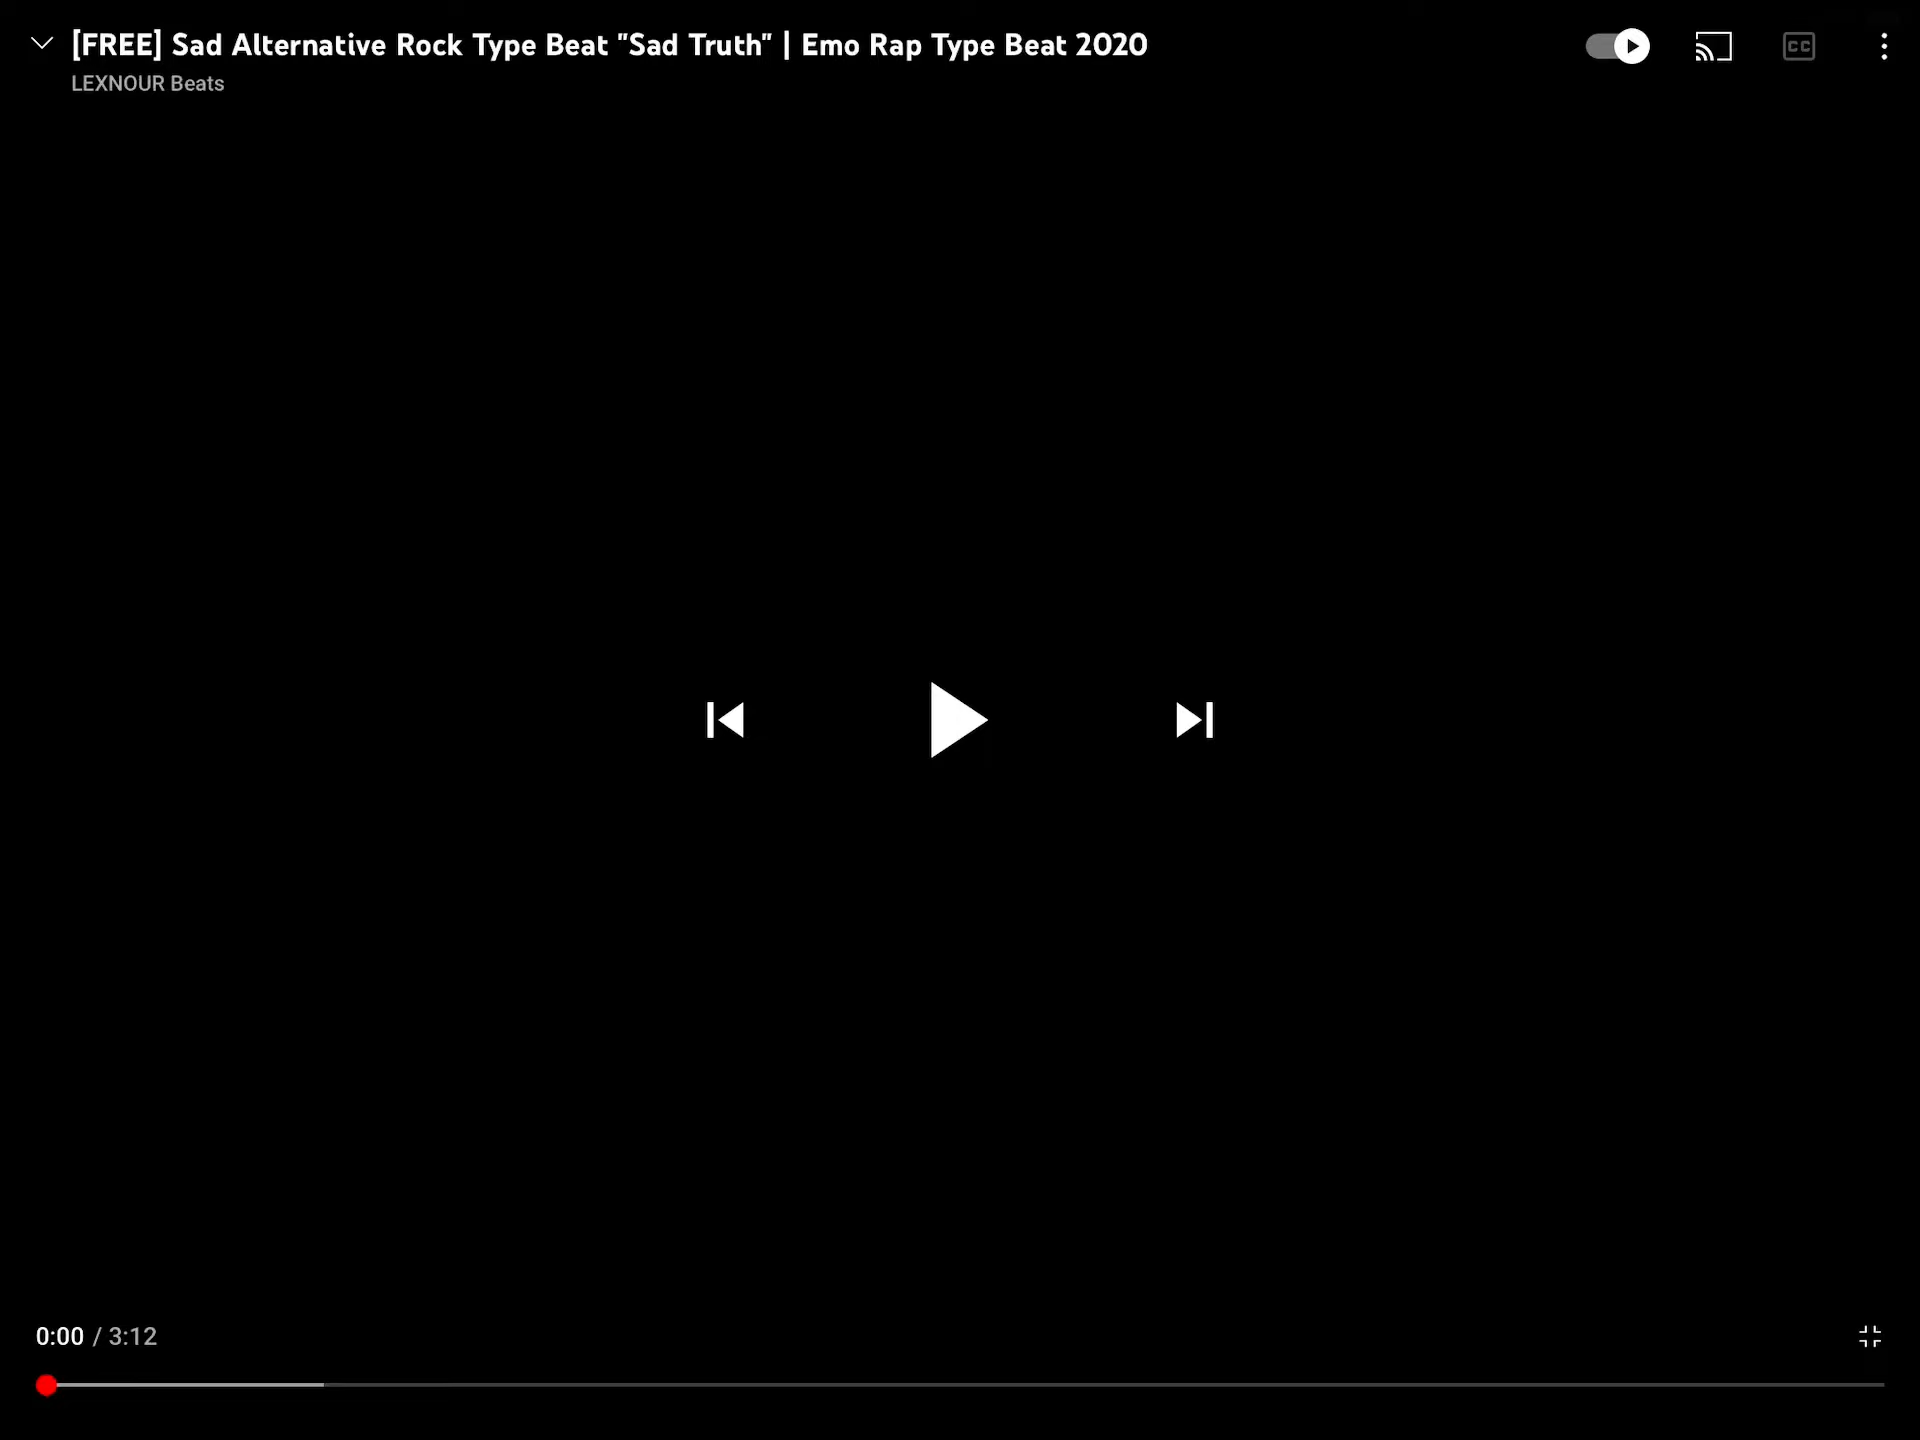 [FREE] Sad Alternative Rock Type Beat "Sad Truth" | Emo Rap Type Beat 2020
LEXNOUR Beats
CC
0:00 / 3:12